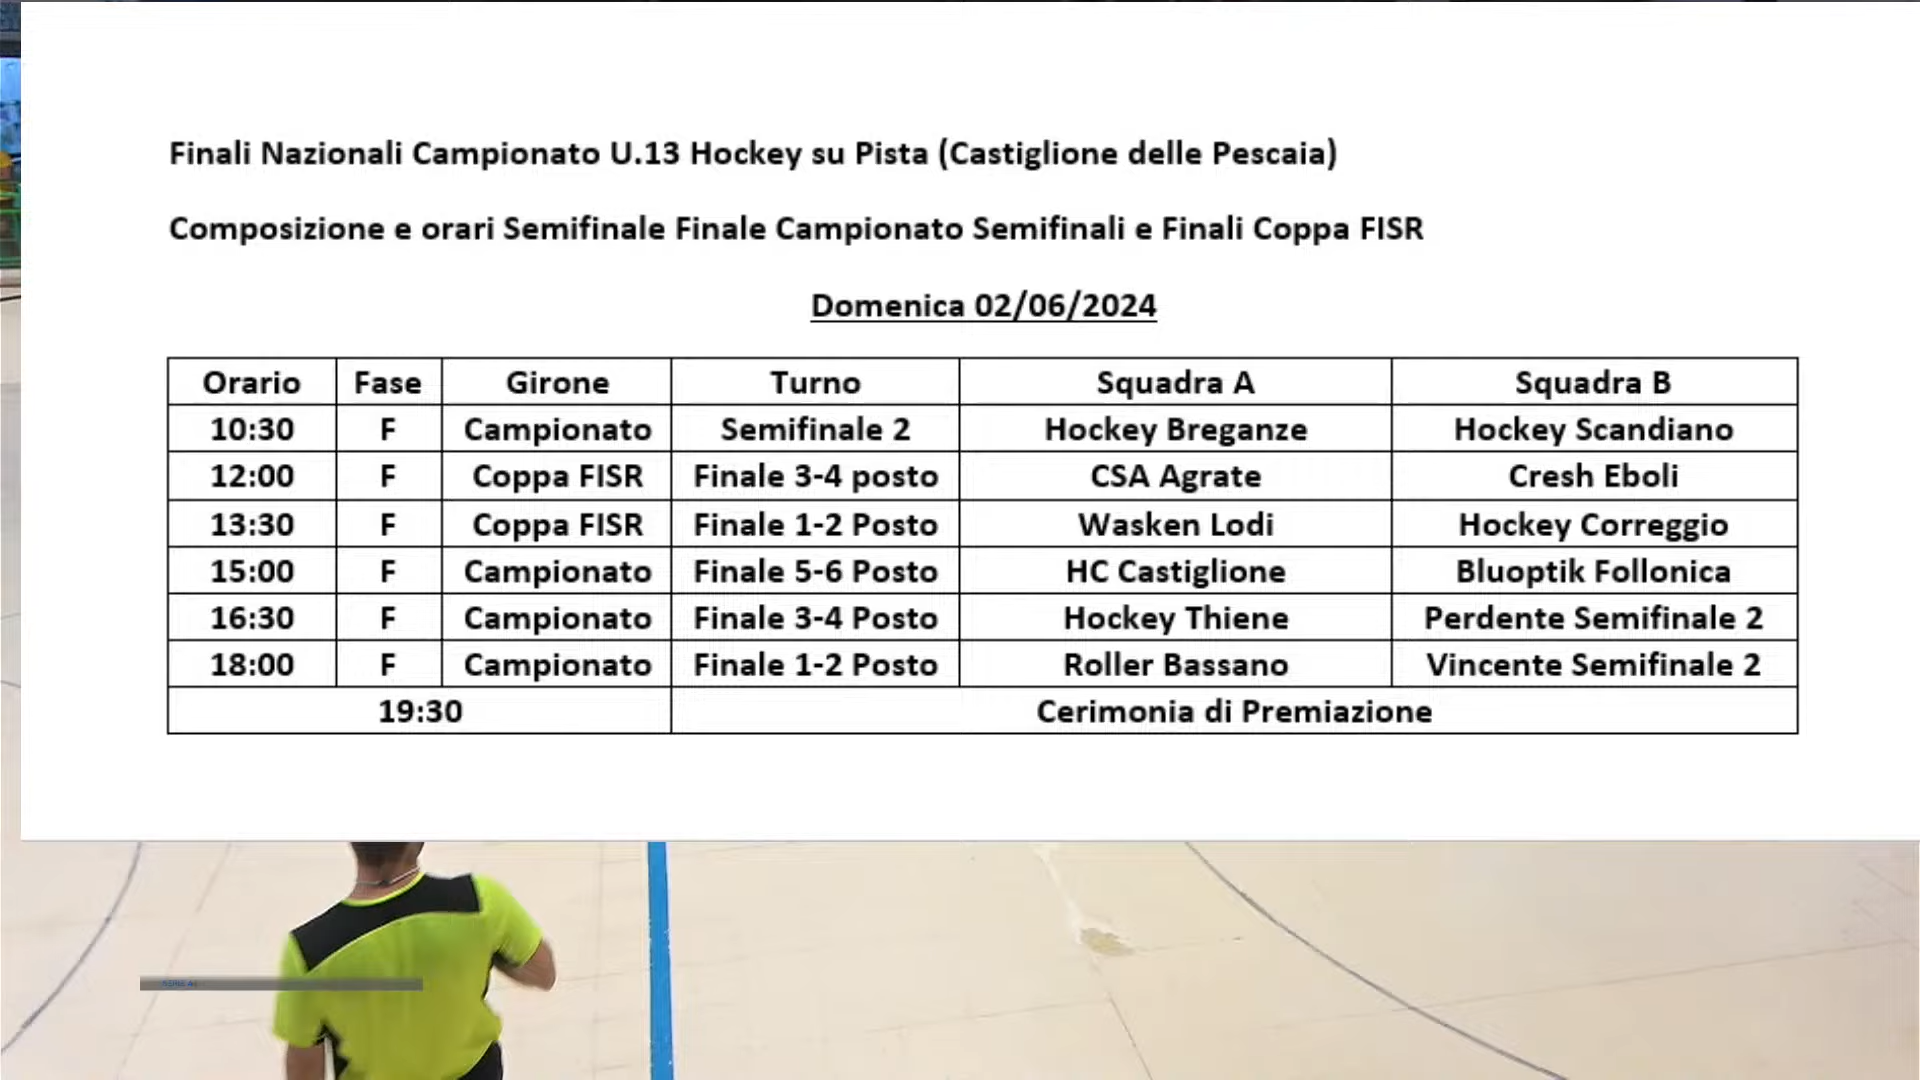 Finali Nazionali Campionato U.13 Hockey su Pista (Castiglione delle Pescaia)
Composizione e orari Semifinale Finale Campionato Semifinali e Finali Coppa FISR
Domenica 02/06/2024
Orario Fase Girone Turno Squadra A Squadra B
10:30 F Campionato Semifinale 2 Hockey Breganze Hockey Scandiano
12:00 F Coppa FISR Finale 3-4 posto CSA Agrate Cresh Eboli
13:30 F Coppa FISR Finale 1-2 Posto Wasken Lodi Hockey Correggio
15:00 F Campionato Finale 5-6 Posto HC Castiglione Bluoptik Follonica
16:30 F Campionato Finale 3-4 Posto Hockey Thiene Perdente Semifinale 2
18:00 F Campionato Finale 1-2 Posto Roller Bassano Vincente Semifinale 2
19:30 Cerimonia di Premiazione